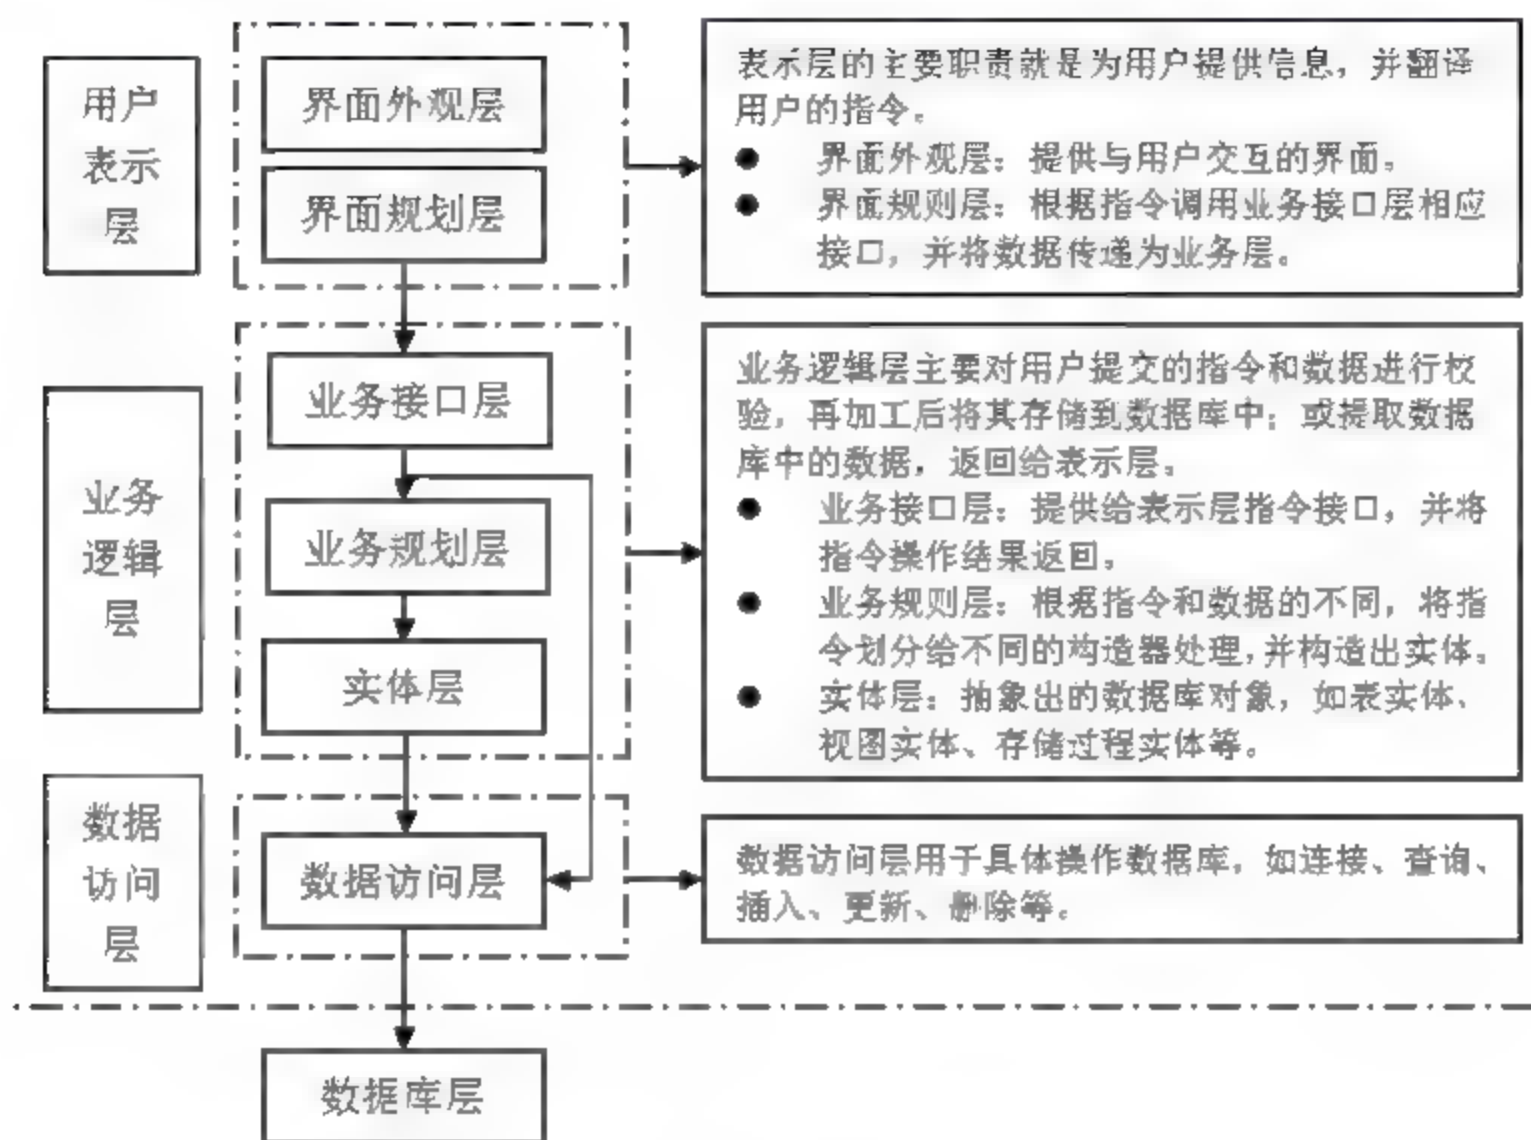 用户
表示
层
界面外观层
界面规划层
表示层的主要职责就是为用户提供信息，并翻译
用户的指令。
● 界面外观层：提供与用户交互的界面。
● 界面规则层：根据指令调用业务接口层相应
接口，并将数据传递为业务层。
业务
逻辑
层
业务接口层
业务规划层
实体层
业务逻辑层主要对用户提交的指令和数据进行校
验，再加工后将其存储到数据库中；或提取数据
库中的数据，返回给表示层。
● 业务接口层：提供给表示层指令接口，并将
指令操作结果返回。
● 业务规则层：根据指令和数据的不同，将指
令划分给不同的构造器处理，并构造出实体。
● 实体层：抽象出的数据库对象，如表实体、
视图实体、存储过程实体等。
数据
访问
层
数据访问层
数据访问层用于具体操作数据库，如连接、查询、
插入、更新、删除等。
数据库层